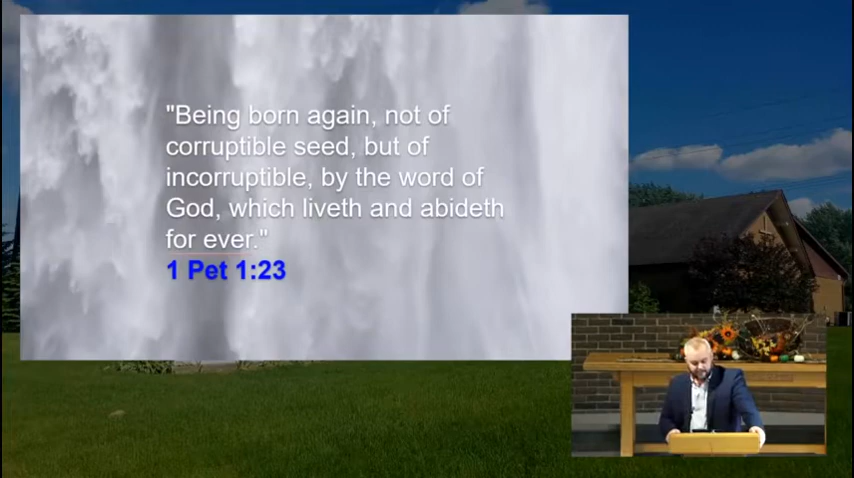 "Being born again, not of
corruptible seed, but of
incorruptible, by the word of
God, which liveth and abideth
for ever."
1 Pet 1:23